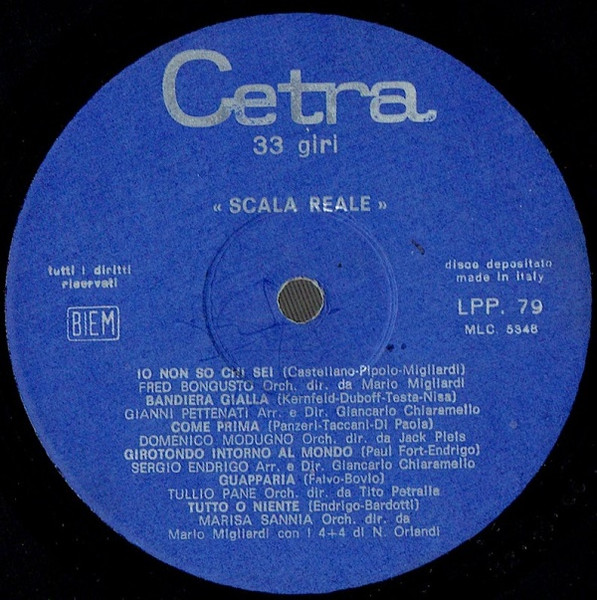 Cetra
33 giri
« SCALA REALE »
tutti i diritti
riservati
BIEM
disco depositato
made in Italy
LPP. 79
MLC. 5346
IO NON SO CHI SEI (Castellano-Pipolo-Migliardi)
FRED BONGUSTO Orch. dir. da Mario Migliardi
BANDIERA GIALLA (Kernfeld-Duboff-Testa-Nisa)
GIANNI PETTENATI Arr. e Dir. Giancarlo Chiaramello
COME PRIMA (Panzeri-Taccani-Di Paola)
DOMENICO MODUGNO Orch. dir. da Jack Pleis
GIROTONDO INTORNO AL MONDO (Paul Fort-Endrigo)
SERGIO ENDRIGO Arr. e Dir. Giancarlo Chiaramello
GUAPPARIA (Falvo-Bovio)
TULLIO PANE Orch. dir. da Tito Petralia
TUTTO O NIENTE (Endrigo-Bardotti)
MARISA SANNIA Orch. dir. da
Mario Migliardi con i 4+4 di N. Orlandi